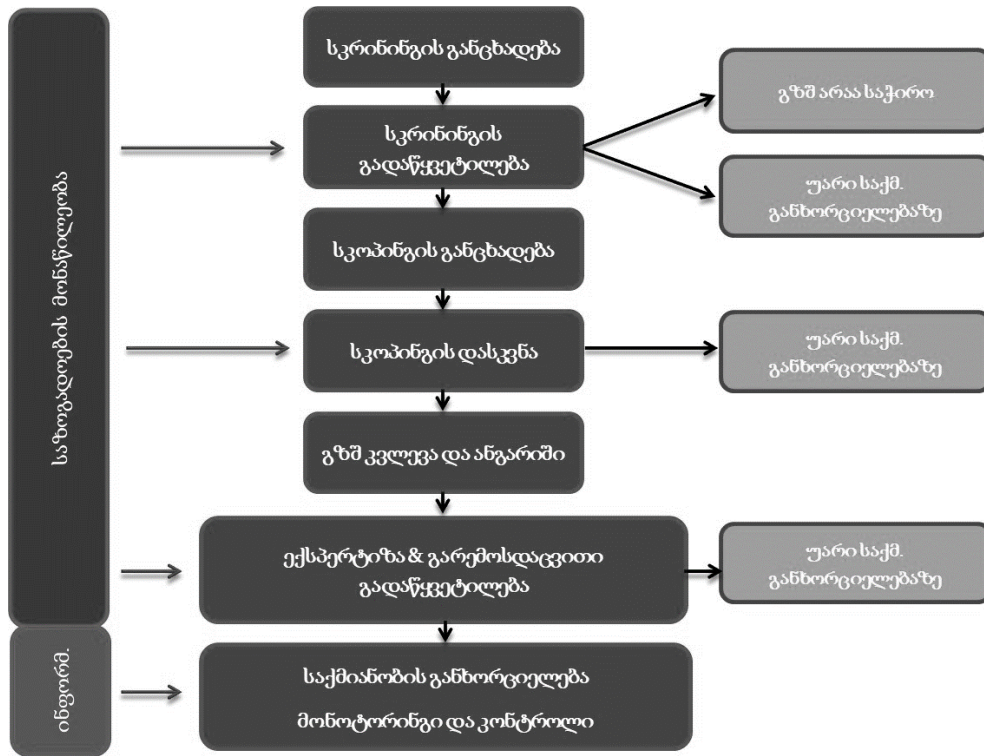 საზოგადოების მონაწილეობა
ინფორმ.
სკრინინგის განცხადება
სკრინინგის
გადაწყვეტილება
გზშ არაა საჭირო
უარი საქმ.
განხორციელებაზე
სკოპინგის განცხადება
სკოპინგის დასკვნა
უარი საქმ.
განხორციელებაზე
გზშ კვლევა და ანგარიში
ექსპერტიზა & გარემოსდაცვითი
გადაწყვეტილება
უარი საქმ.
განხორციელებაზე
საქმიანობის განხორციელება
მონოტორინგი და კონტროლი